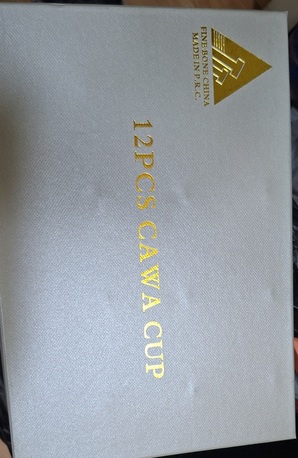 FINE BONE CHINA
MADE IN P.R.C.
12PCS CAWA CUP